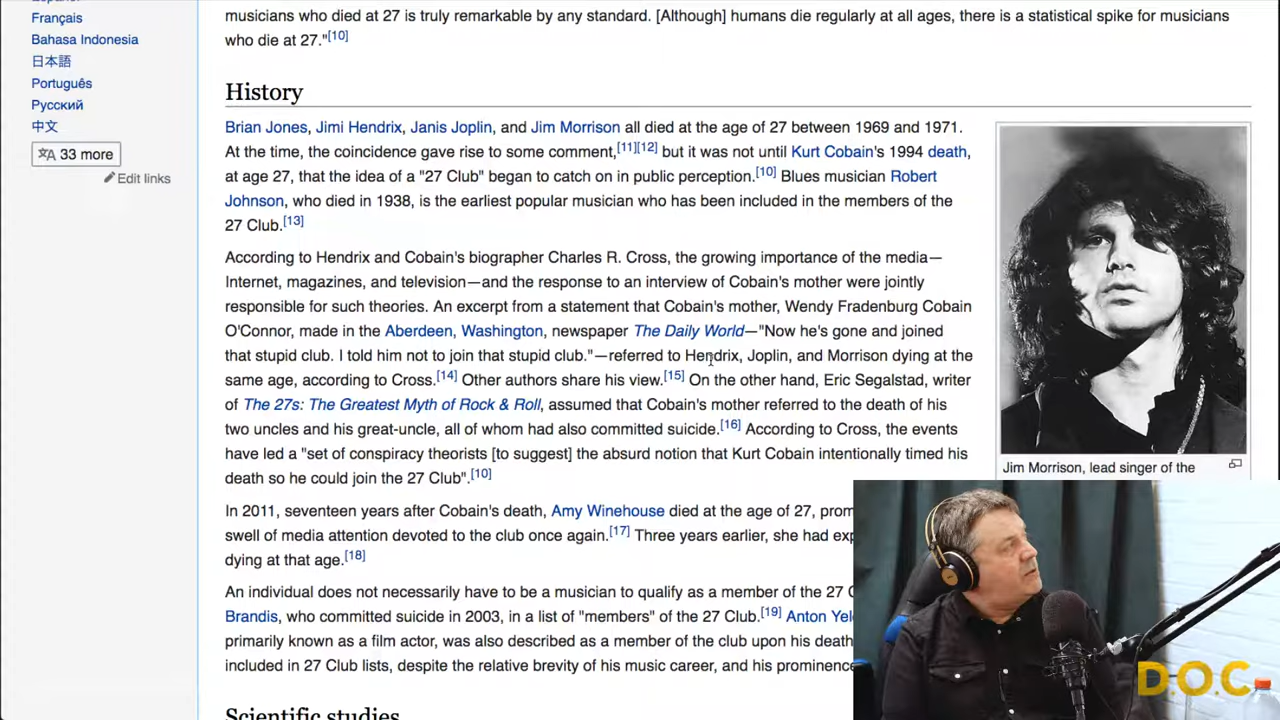 Français
Bahasa Indonesia
日本語
Português
Русский
中文
33 more
Edit links
musicians who died at 27 is truly remarkable by any standard. [Although] humans die regularly at all ages, there is a statistical spike for musicians
who die at 27."[10]
History
Brian Jones, Jimi Hendrix, Janis Joplin, and Jim Morrison all died at the age of 27 between 1969 and 1971.
At the time, the coincidence gave rise to some comment,[11][12] but it was not until Kurt Cobain's 1994 death,
at age 27, that the idea of a "27 Club" began to catch on in public perception.[10] Blues musician Robert
Johnson, who died in 1938, is the earliest popular musician who has been included in the members of the
27 Club.[13]
According to Hendrix and Cobain's biographer Charles R. Cross, the growing importance of the media—
Internet, magazines, and television—and the response to an interview of Cobain's mother were jointly
responsible for such theories. An excerpt from a statement that Cobain's mother, Wendy Fradenburg Cobain
O'Connor, made in the Aberdeen, Washington, newspaper The Daily World—"Now he's gone and joined
that stupid club. I told him not to join that stupid club."—referred to Hendrix, Joplin, and Morrison dying at the
same age, according to Cross.[14] Other authors share his view.[15] On the other hand, Eric Segalstad, writer
of The 27s: The Greatest Myth of Rock & Roll, assumed that Cobain's mother referred to the death of his
two uncles and his great-uncle, all of whom had also committed suicide.[16] According to Cross, the events
have led a "set of conspiracy theorists [to suggest] the absurd notion that Kurt Cobain intentionally timed his
death so he could join the 27 Club".[10]
In 2011, seventeen years after Cobain's death, Amy Winehouse died at the age of 27, prom
swell of media attention devoted to the club once again.[17] Three years earlier, she had exp
dying at that age.[18]
An individual does not necessarily have to be a musician to qualify as a member of the 27 C
Brandis, who committed suicide in 2003, in a list of "members" of the 27 Club.[19] Anton Yel
primarily known as a film actor, was also described as a member of the club upon his death
included in 27 Club lists, despite the relative brevity of his music career, and his prominence
Scientific studies
Jim Morrison, lead singer of the
D.O.C.